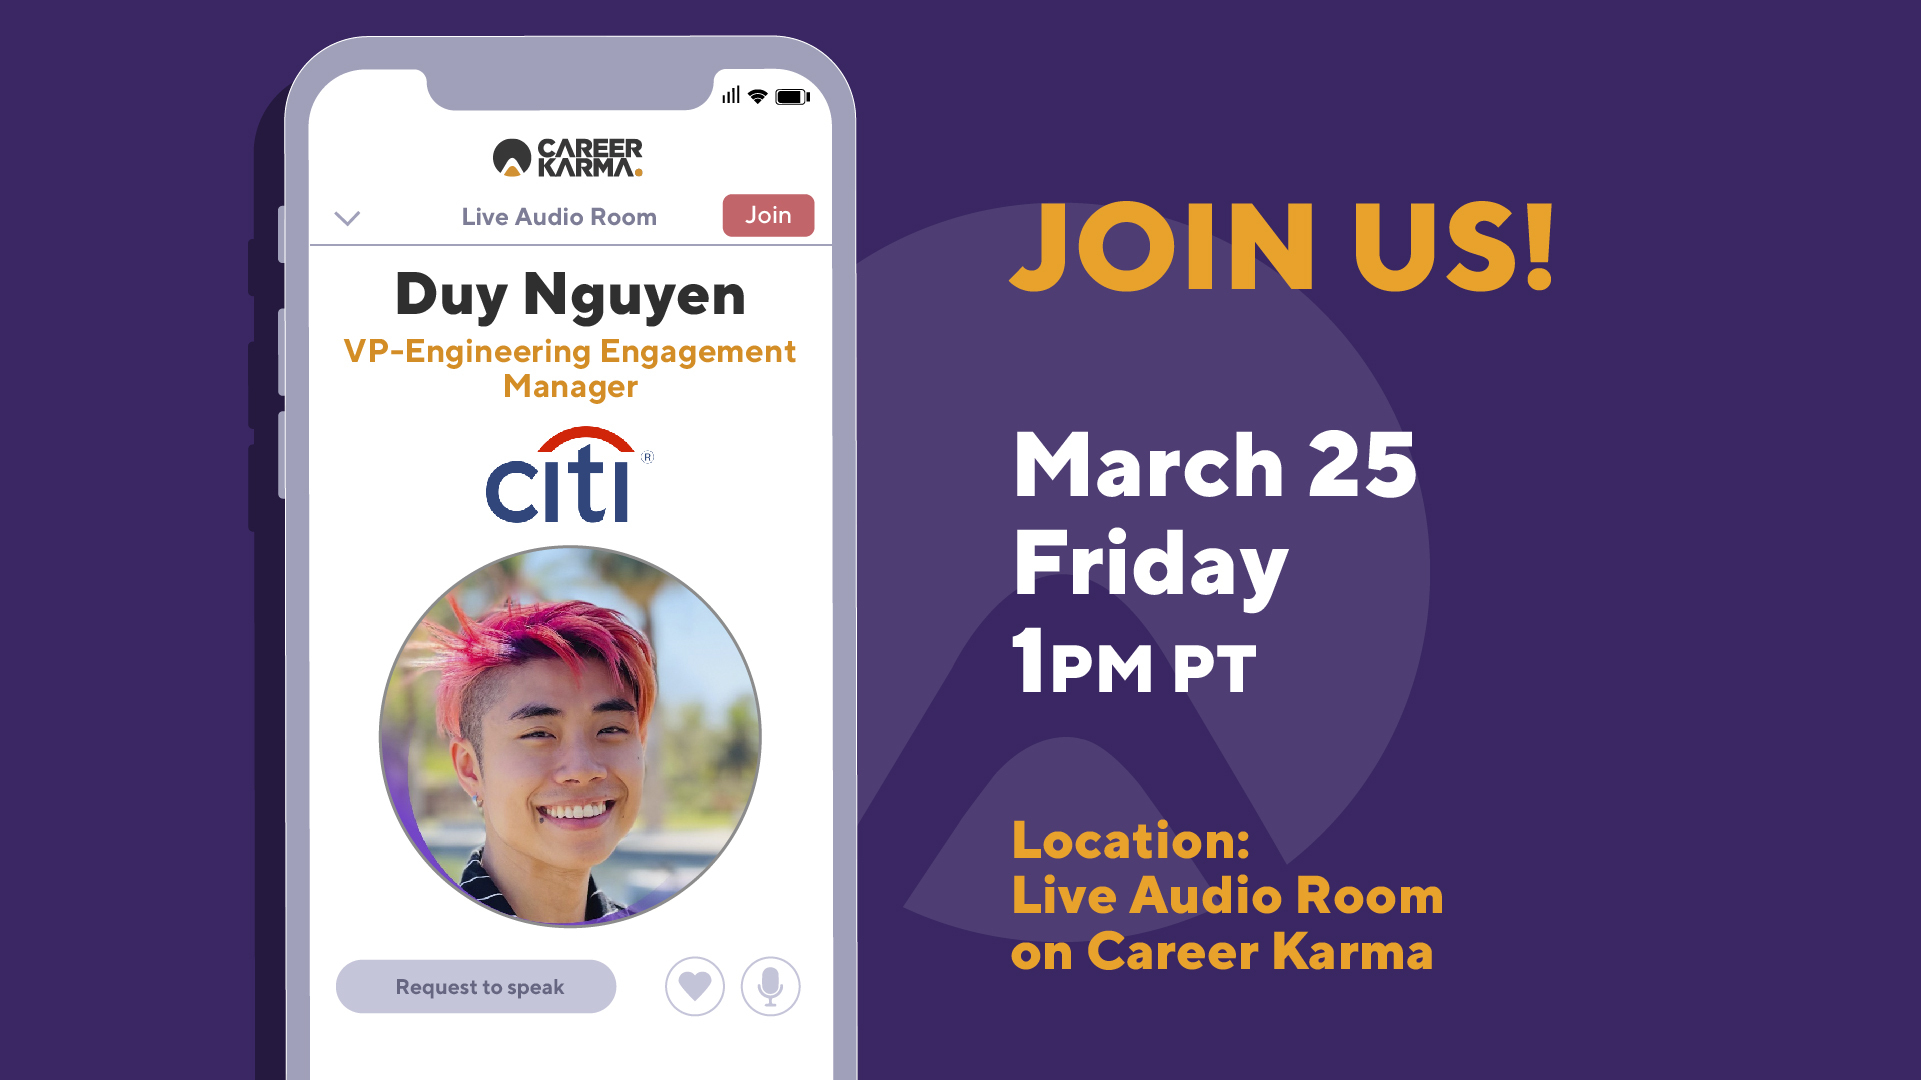 CAREER
KARMA.
Live Audio Room
Join
Duy Nguyen
VP-Engineering Engagement
Manager
citi®
Request to speak
JOIN US!
March 25
Friday
1PM PT
Location:
Live Audio Room
on Career Karma